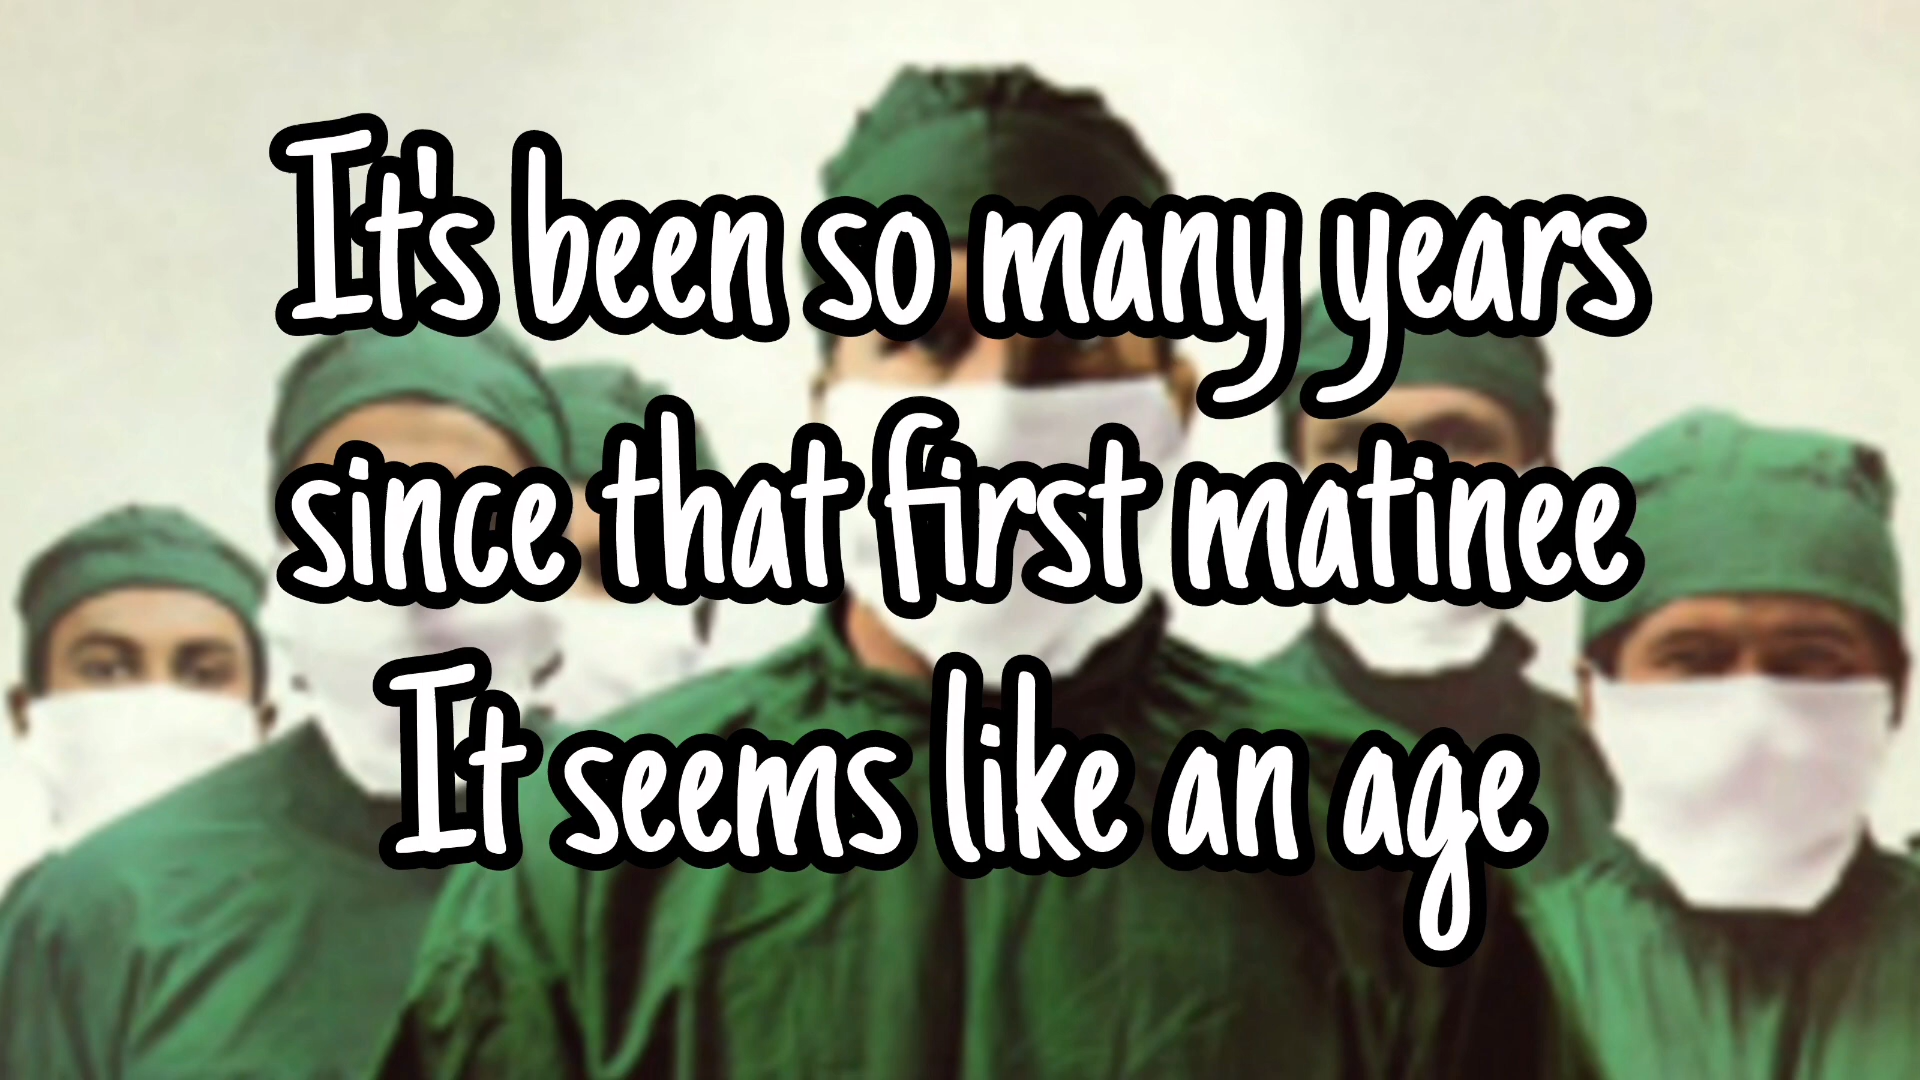 It's been so many years
since that first matinee
It seems like an age